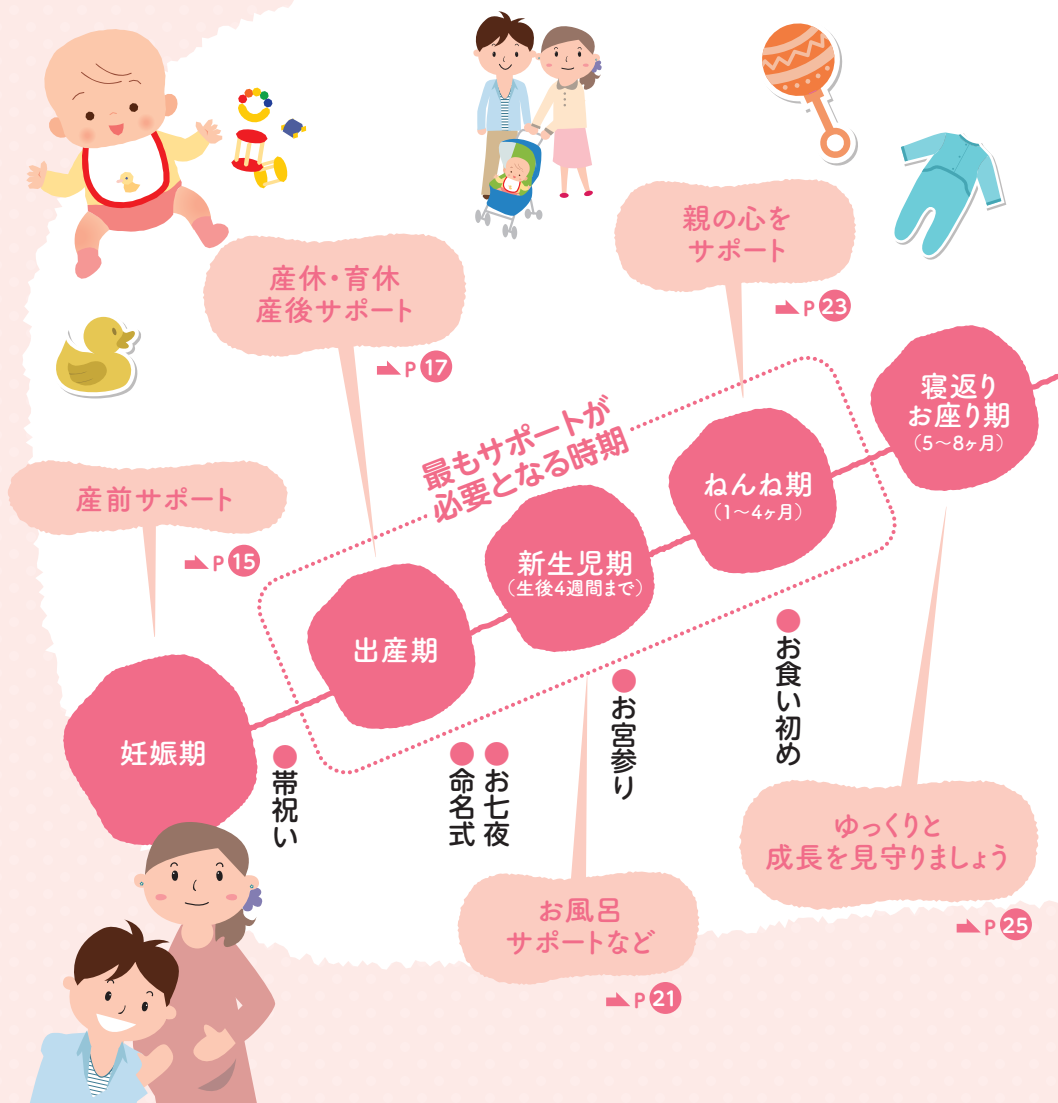 親の心を
サポート
➡P23
産休・育休
産後サポート
➡P17
寝返り
お座り期
（5〜8ヶ月）
最もサポートが
必要となる時期
ねんね期
（1〜4ヶ月）
産前サポート
➡P15
新生児期
（生後4週間まで）
出産期
妊娠期
帯祝い
命名式
お七夜
お宮参り
お食い初め
ゆっくりと
成長を見守りましょう
➡P25
お風呂
サポートなど
➡P21